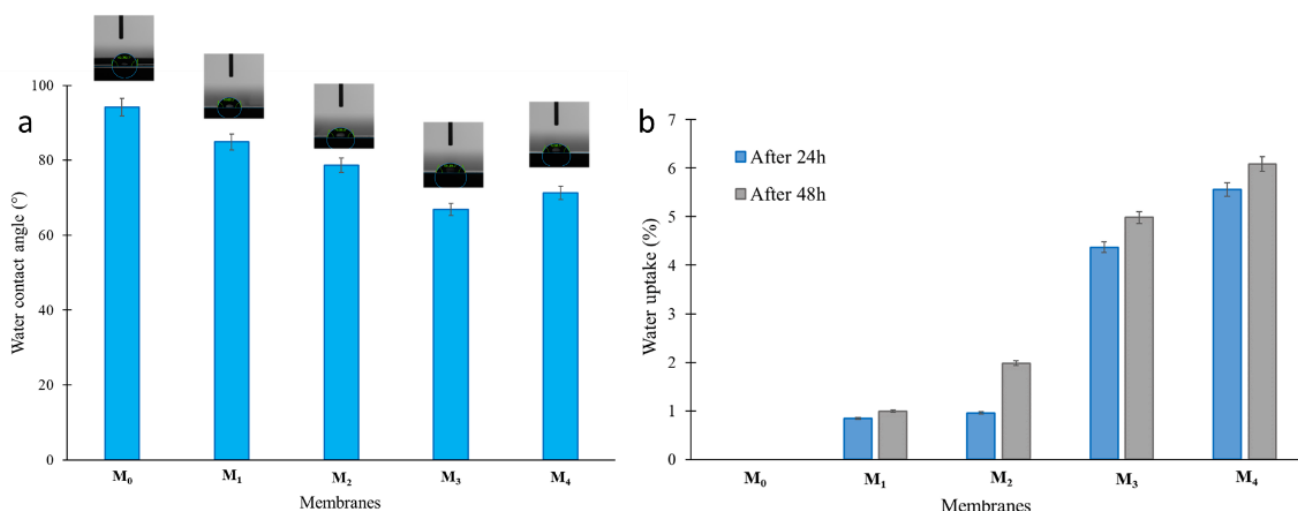 a
Water contact angle (°)
100
80
60
40
20
0
M₀ M₁ M₂ M₃ M₄
Membranes
b
Water uptake (%)
7
6
5
4
3
2
1
0
After 24h
After 48h
M₀ M₁ M₂ M₃ M₄
Membranes